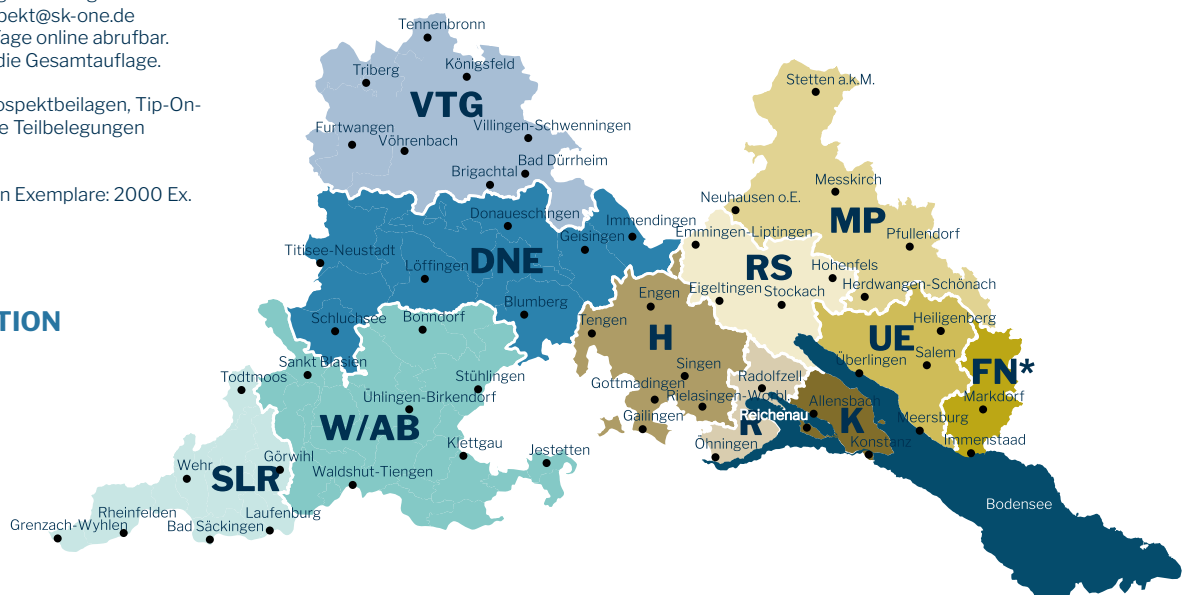 pekt@sk-one.de
age online abrufbar.
die Gesamtauflage.
ospektbeilagen, Tip-On-
e Teilbelegungen
n Exemplare: 2000 Ex.
TION
Tennenbronn
Triberg
Königsfeld
VTG
Furtwangen
Vöhrenbach
Villingen-Schwenningen
Bad Dürrheim
Brigachtal
Stetten a.k.M.
Messkirch
Neuhausen o.E.
MP
Pfullendorf
Donaueschingen
Immendingen
Geisingen
Titisee-Neustadt
Löffingen
DNE
Blumberg
Schluchsee
Emmingen-Liptingen
RS
Hohenfels
Eigeltingen
Stockach
Herdwangen-Schönach
Engen
Tengen
H
Singen
Gottmadingen
Rielasingen-Worbl.
Gailingen
Heiligenberg
UE
Überlingen
Salem
FN*
Markdorf
Meersburg
Immenstaad
Radolfzell
Reichenau
R
Allensbach
K
Konstanz
Öhningen
Bodensee
Bonndorf
Sankt Blasien
Todtmoos
Stühlingen
Ühlingen-Birkendorf
W/AB
Klettgau
Jestetten
Görwihl
Waldshut-Tiengen
Wehr
SLR
Rheinfelden
Laufenburg
Grenzach-Wyhlen
Bad Säckingen